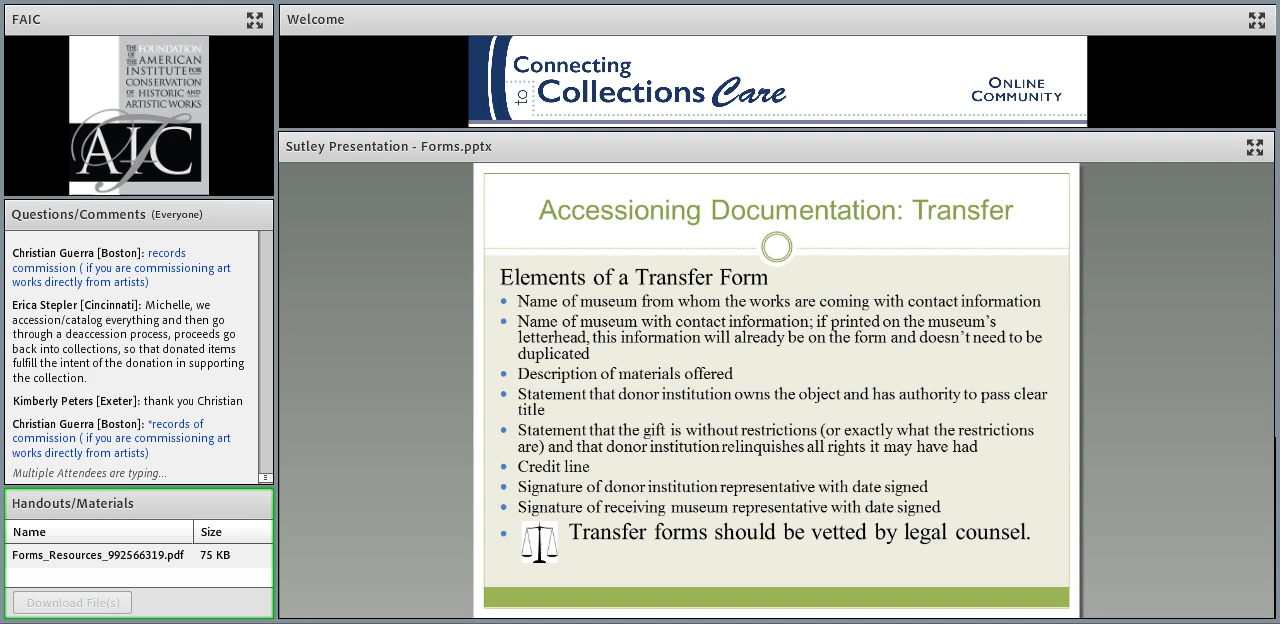 FAIC
THE FOUNDATION
OF THE AMERICAN
INSTITUTE FOR
CONSERVATION
OF HISTORIC AND
ARTISTIC WORKS
AIC
Questions/Comments (Everyone)
Christian Guerra [Boston]: records
commission ( if you are commissioning art
works directly from artists)
Erica Stepler [Cincinnati]: Michelle, we
accession/catalog everything and then go
through a deaccession process, proceeds go
back into collections, so that donated items
fulfill the intent of the donation in supporting
the collection.
Kimberly Peters [Exeter]: thank you Christian
Christian Guerra [Boston]: *records of
commission ( if you are commissioning art
works directly from artists)
Multiple Attendees are typing...
Handouts/Materials
Name Size
Forms_Resources_992566319.pdf 75 KB
Download File(s)
Welcome
Connecting
to Collections Care
ONLINE
COMMUNITY
Sutley Presentation - Forms.pptx
Accessioning Documentation: Transfer
Elements of a Transfer Form
• Name of museum from whom the works are coming with contact information
• Name of museum with contact information; if printed on the museum's
letterhead, this information will already be on the form and doesn't need to be
duplicated
• Description of materials offered
• Statement that donor institution owns the object and has authority to pass clear
title
• Statement that the gift is without restrictions (or exactly what the restrictions
are) and that donor institution relinquishes all rights it may have had
• Credit line
• Signature of donor institution representative with date signed
• Signature of receiving museum representative with date signed
• Transfer forms should be vetted by legal counsel.